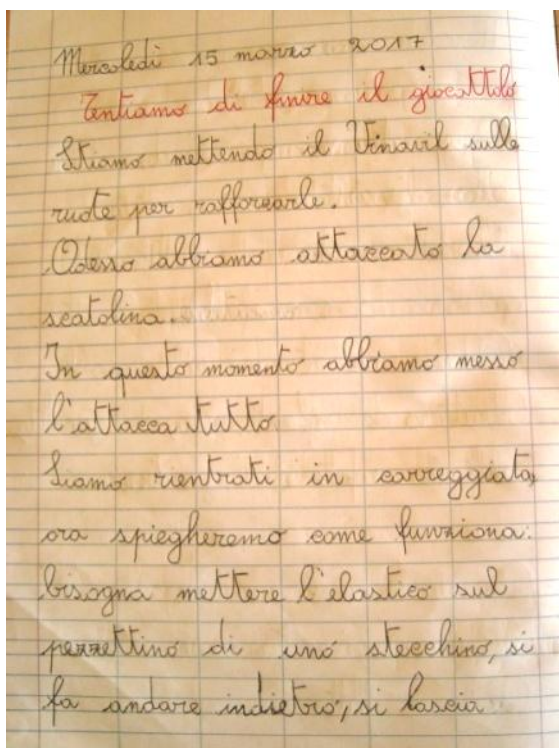 Mercoledì 15 marzo 2017
Tentiamo di finire il giocattolo
Stiamo mettendo il Vinavil sulle
ruote per rafforzarle.
Adesso abbiamo attaccato la
scatolina.
In questo momento abbiamo messo
l'attacca tutto
Siamo rientrati in carreggiata,
ora spiegheremo come funziona:
bisogna mettere l'elastico sul
pezzettino di uno stecchino, si
fa andare indietro, si lascia